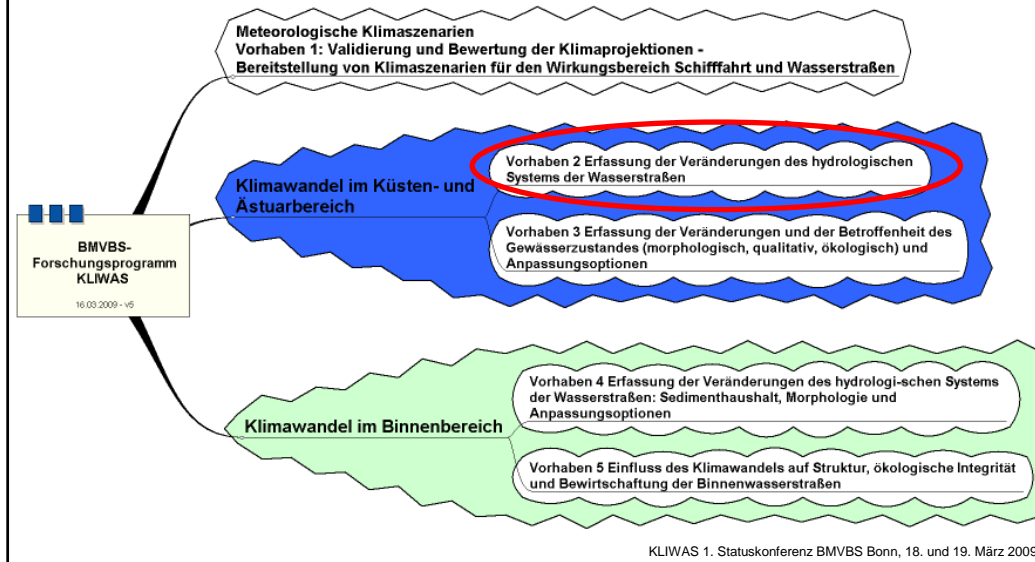 Meteorologische Klimaszenarien
Vorhaben 1: Validierung und Bewertung der Klimaprojektionen -
Bereitstellung von Klimaszenarien für den Wirkungsbereich Schifffahrt und Wasserstraßen
Klimawandel im Küsten- und
Ästuarbereich
Vorhaben 2 Erfassung der Veränderungen des hydrologischen
Systems der Wasserstraßen
Vorhaben 3 Erfassung der Veränderungen und der Betroffenheit des
Gewässerzustandes (morphologisch, qualitativ, ökologisch) und
Anpassungsoptionen
BMVBS-
Forschungsprogramm
KLIWAS
16.03.2009 - v5
Klimawandel im Binnenbereich
Vorhaben 4 Erfassung der Veränderungen des hydrologi-schen Systems
der Wasserstraßen: Sedimenthaushalt, Morphologie und
Anpassungsoptionen
Vorhaben 5 Einfluss des Klimawandels auf Struktur, ökologische Integrität
und Bewirtschaftung der Binnenwasserstraßen
KLIWAS 1. Statuskonferenz BMVBS Bonn, 18. und 19. März 2009